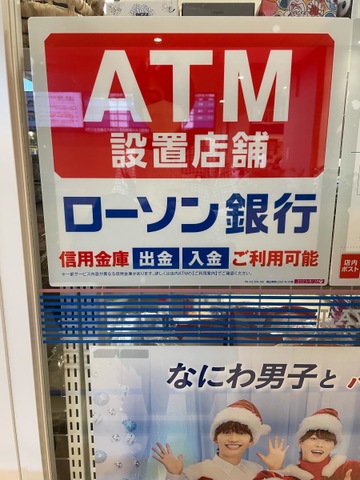 ATM
設置店舗
ローソン銀行
信用金庫 出金 入金 ご利用可能
店内
ポスト
なにわ男子と